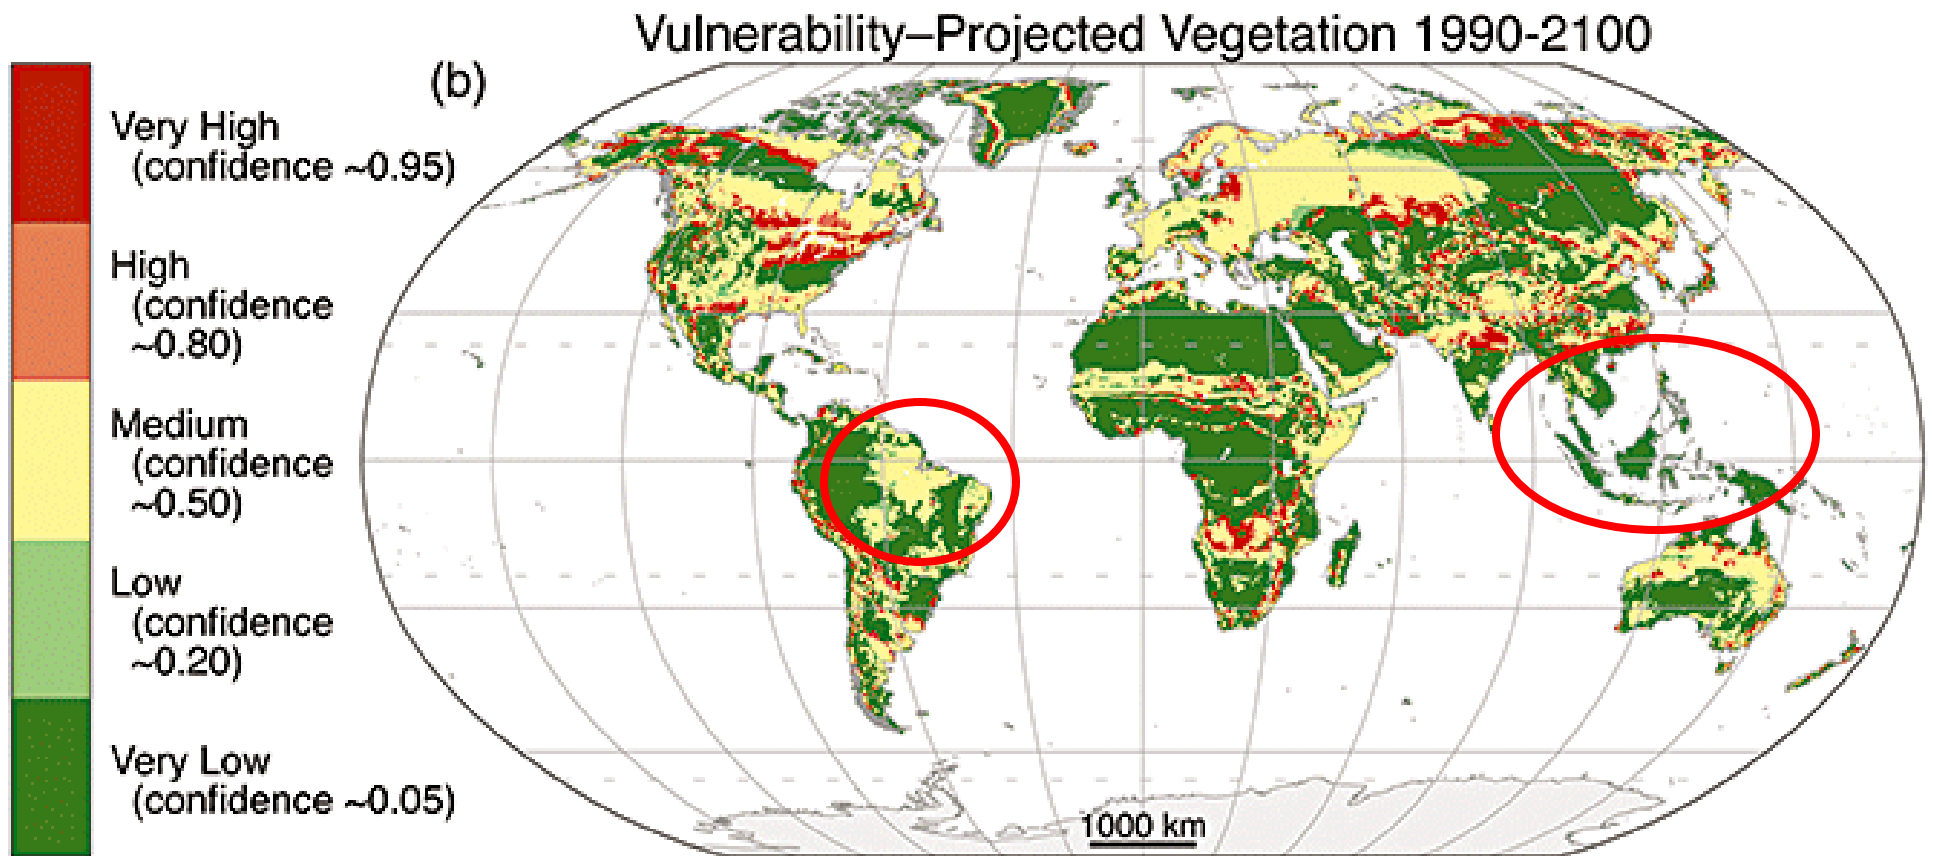 Vulnerability–Projected Vegetation 1990-2100
(b)
Very High
(confidence ~0.95)
High
(confidence
~0.80)
Medium
(confidence
~0.50)
Low
(confidence
~0.20)
Very Low
(confidence ~0.05)
1000 km